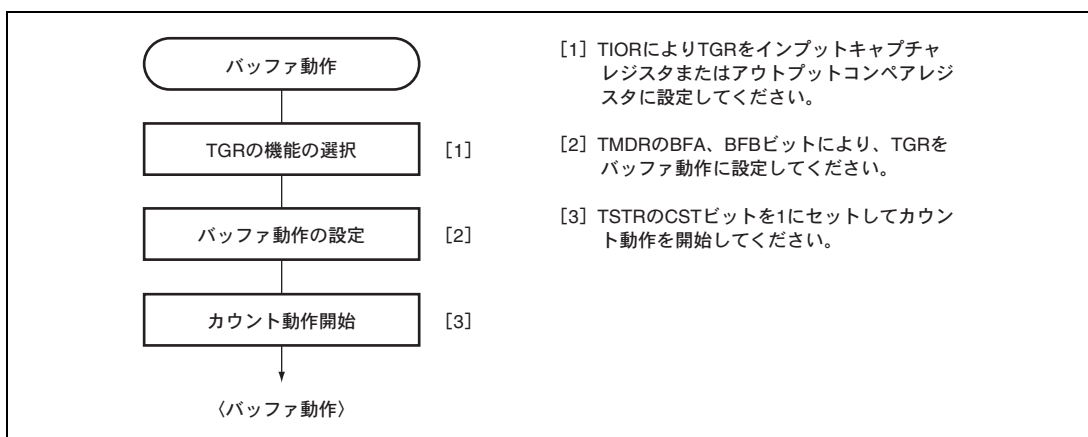 バッファ動作
TGRの機能の選択
[1]
バッファ動作の設定
[2]
カウント動作開始
[3]
〈バッファ動作〉
[1] TIORによりTGRをインプットキャプチャ
レジスタまたはアウトプットコンペアレジ
スタに設定してください。
[2] TMDRのBFA、BFBビットにより、TGRを
バッファ動作に設定してください。
[3] TSTRのCSTビットを1にセットしてカウン
ト動作を開始してください。